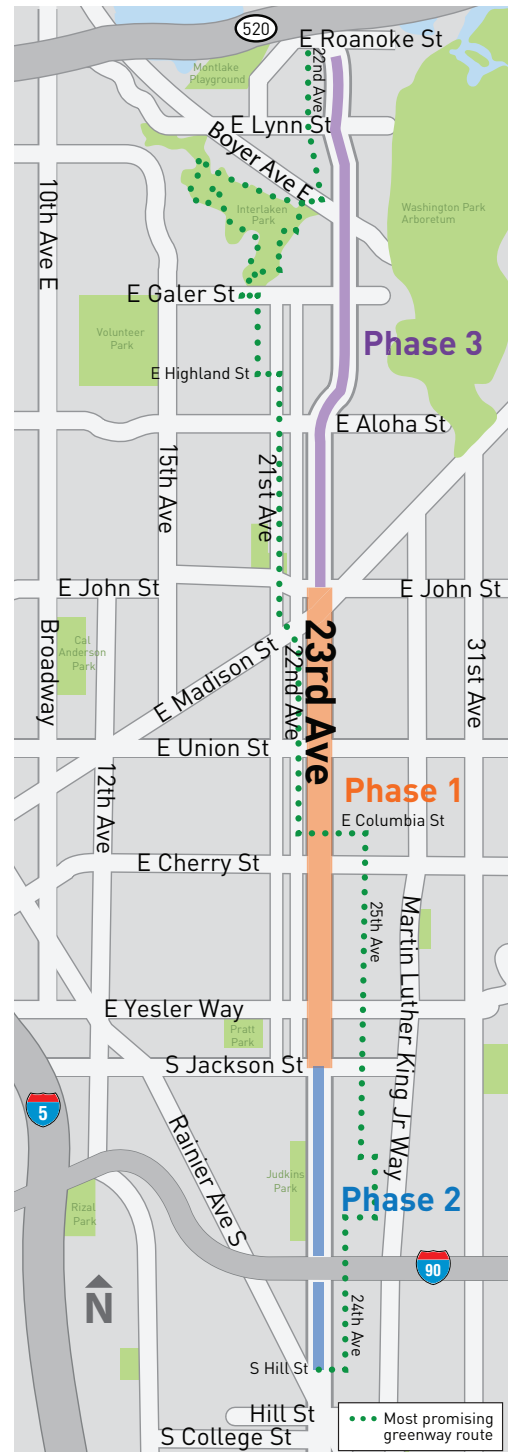 520
E Roanoke St
22nd Ave
Montlake
Playground
E Lynn St
Boyer Ave E
10th Ave E
Interlaken
Park
Washington Park
Arboretum
E Galer St
Volunteer
Park
Phase 3
E Highland St
E Aloha St
15th Ave
21st Ave
E John St
E John St
23rd Ave
Broadway
Cal
Anderson
Park
E Madison St
22nd Ave
31st Ave
E Union St
12th Ave
Phase 1
E Columbia St
E Cherry St
25th Ave
Martin Luther King Jr Way
E Yesler Way
Pratt
Park
S Jackson St
5
Rainier Ave S
Judkins
Park
Phase 2
Rizal
Park
90
N
24th Ave
S Hill St
Hill St
S College St
Most promising
greenway route